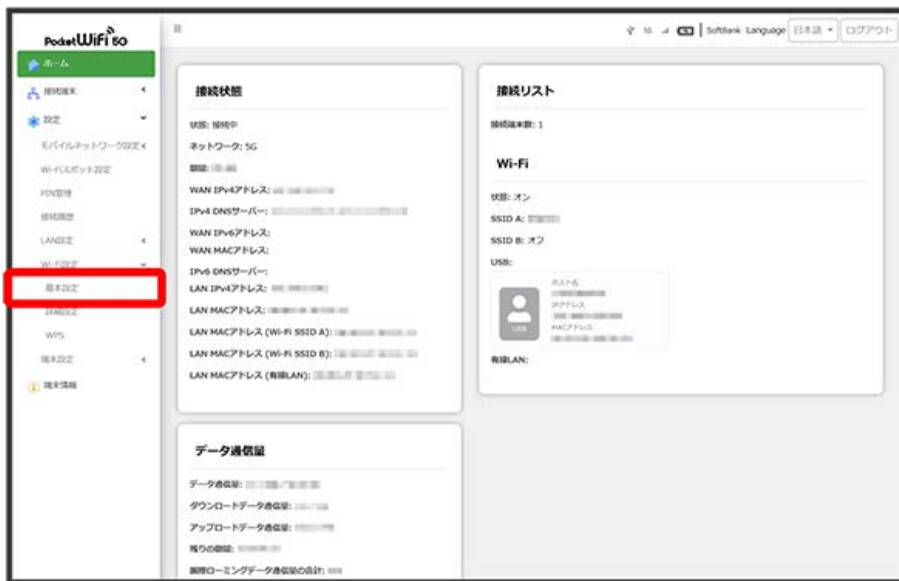 Pocket WiFi 5G
SoftBank Language 日本語 ログアウト
ホーム
接続端末
設定
モバイルネットワーク設定
Wi-Fiスポット設定
PIN管理
接続履歴
LAN設定
Wi-Fi設定
基本設定
詳細設定
WPS
端末設定
端末情報
接続状態
状態: 接続中
ネットワーク: 5G
期間:
WAN IPv4アドレス:
IPv4 DNSサーバー:
WAN IPv6アドレス:
WAN MACアドレス:
IPv6 DNSサーバー:
LAN IPv4アドレス:
LAN MACアドレス:
LAN MACアドレス (Wi-Fi SSID A):
LAN MACアドレス (Wi-Fi SSID B):
LAN MACアドレス (有線LAN):
データ通信量
データ通信量:
ダウンロードデータ通信量:
アップロードデータ通信量:
残りの期間:
国際ローミングデータ通信量の合計:
接続リスト
接続端末数: 1
Wi-Fi
状態: オン
SSID A:
SSID B: オフ
USB:
ホスト名
IPアドレス
MACアドレス
USB
有線LAN: